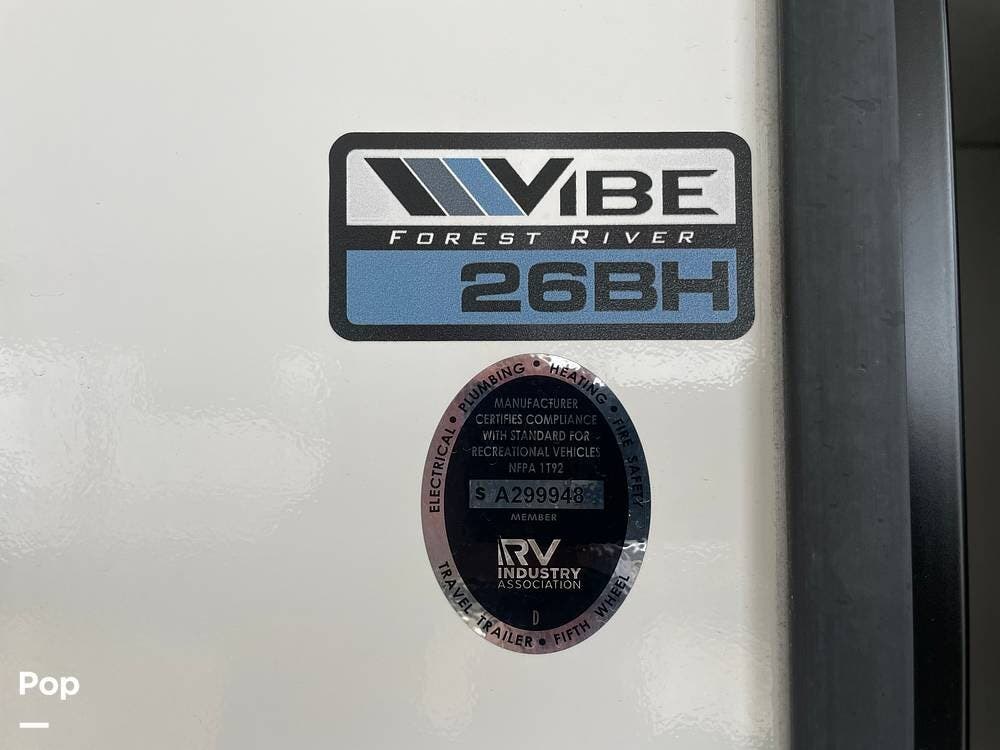 VIBE
FOREST RIVER
26BH
ELECTRICAL • PLUMBING • HEATING • FIRE SAFETY
MANUFACTURER
CERTIFIES COMPLIANCE
WITH STANDARD FOR
RECREATIONAL VEHICLES
NFPA 1192
S A299948
MEMBER
RV
INDUSTRY
ASSOCIATION
D
TRAVEL TRAILER • FIFTH WHEEL
Pop